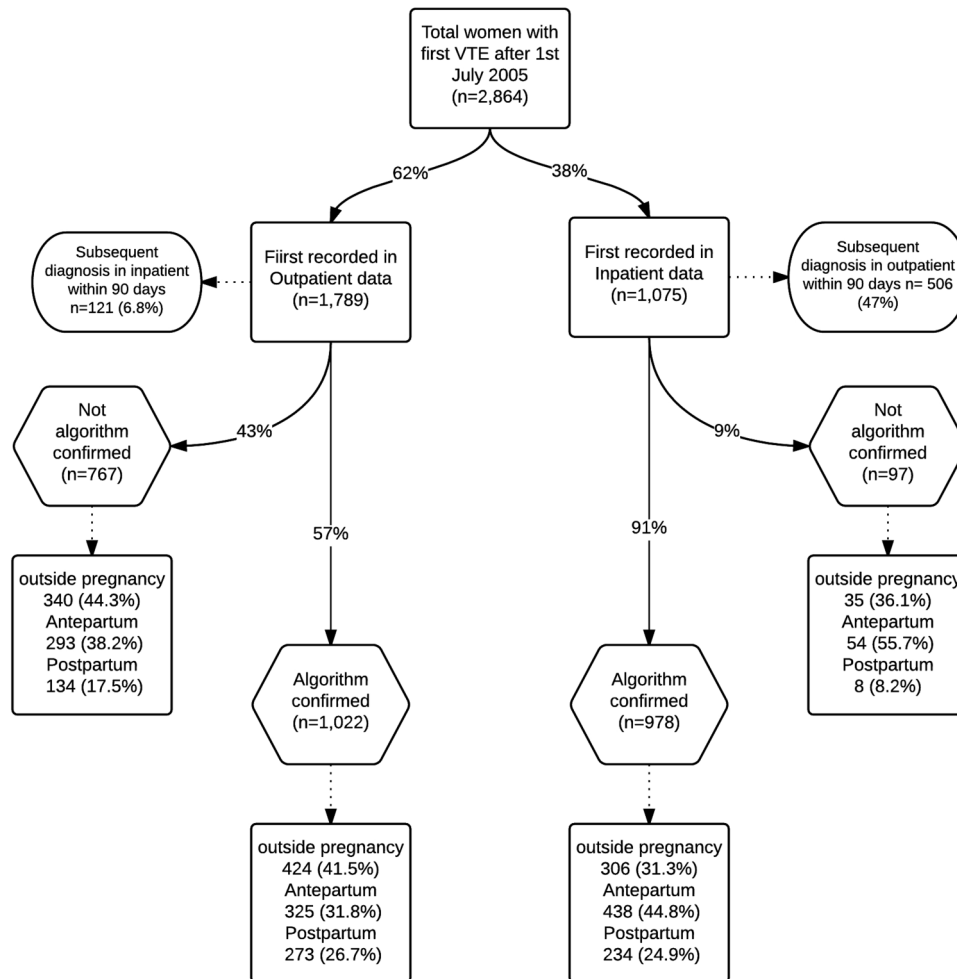 Total women with
first VTE after 1st
July 2005
(n=2,864)
62%
38%
Subsequent
diagnosis in inpatient
within 90 days
n=121 (6.8%)
Fiirst recorded in
Outpatient data
(n=1,789)
First recorded in
Inpatient data
(n=1,075)
Subsequent
diagnosis in outpatient
within 90 days n= 506
(47%)
Not
algorithm
confirmed
(n=767)
43%
9%
Not
algorithm
confirmed
(n=97)
57%
91%
outside pregnancy
340 (44.3%)
Antepartum
293 (38.2%)
Postpartum
134 (17.5%)
outside pregnancy
35 (36.1%)
Antepartum
54 (55.7%)
Postpartum
8 (8.2%)
Algorithm
confirmed
(n=1,022)
Algorithm
confirmed
(n=978)
outside pregnancy
424 (41.5%)
Antepartum
325 (31.8%)
Postpartum
273 (26.7%)
outside pregnancy
306 (31.3%)
Antepartum
438 (44.8%)
Postpartum
234 (24.9%)